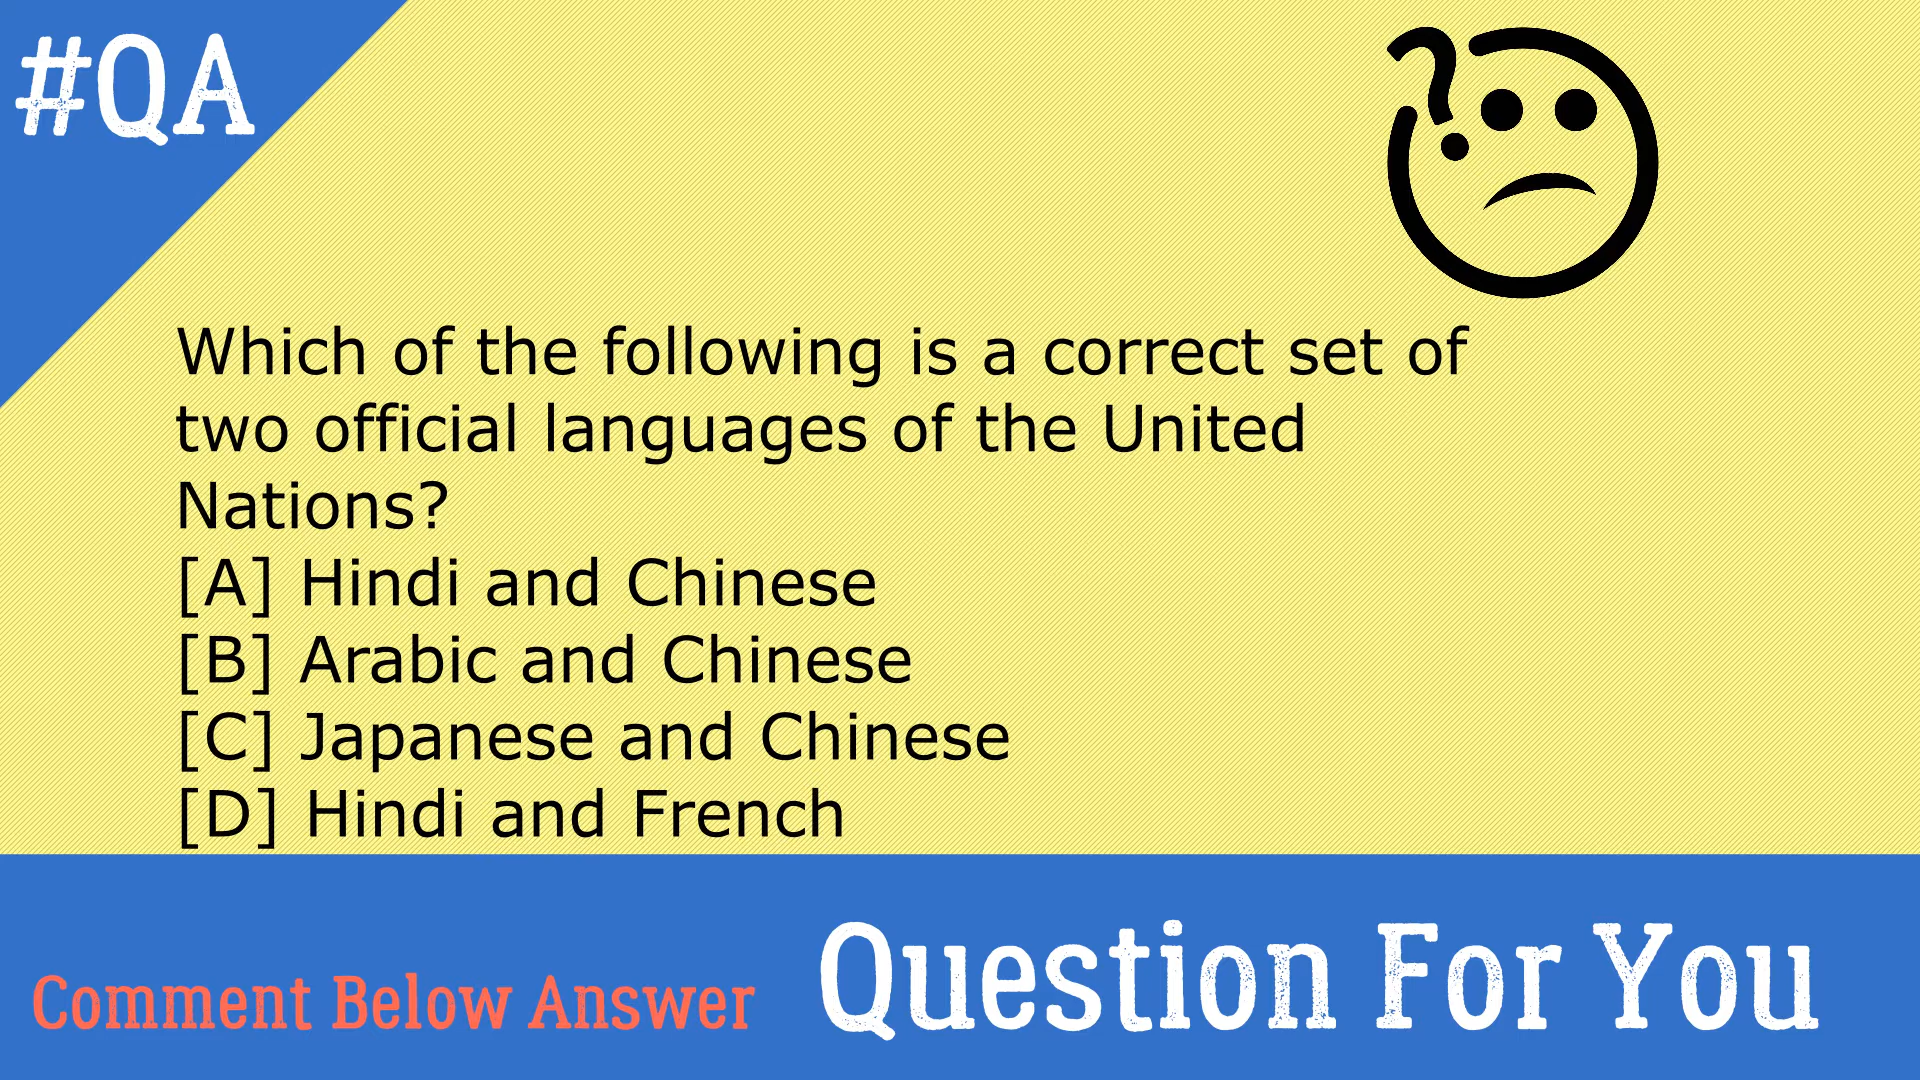 #QA
Which of the following is a correct set of
two official languages of the United
Nations?
[A] Hindi and Chinese
[B] Arabic and Chinese
[C] Japanese and Chinese
[D] Hindi and French
Comment Below Answer
Question For You